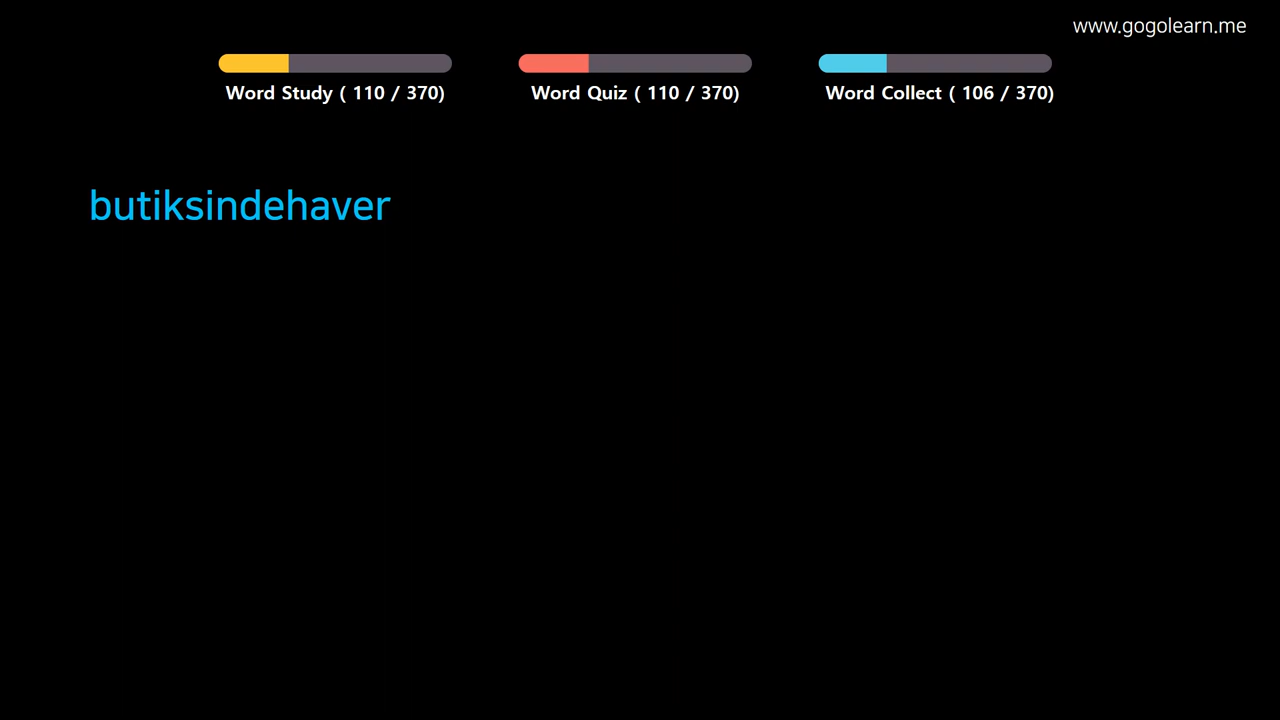 www.gogolearn.me
Word Study ( 110 / 370)
Word Quiz ( 110 / 370)
Word Collect ( 106 / 370)
butiksindehaver